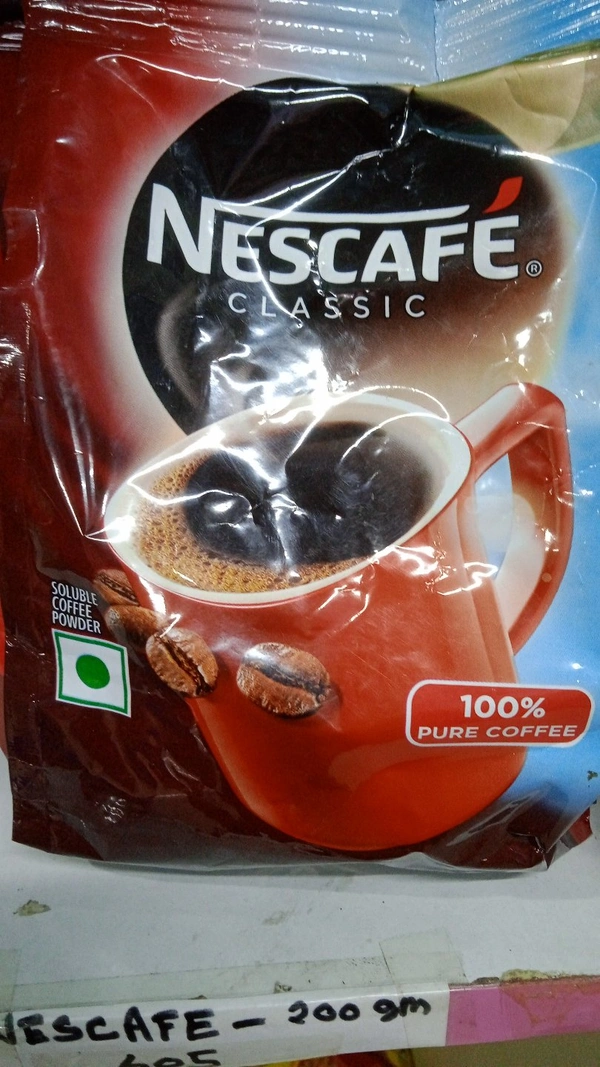 NESCAFÉ®
CLASSIC
SOLUBLE
COFFEE
POWDER
100%
PURE COFFEE
NESCAFE - 200 gm